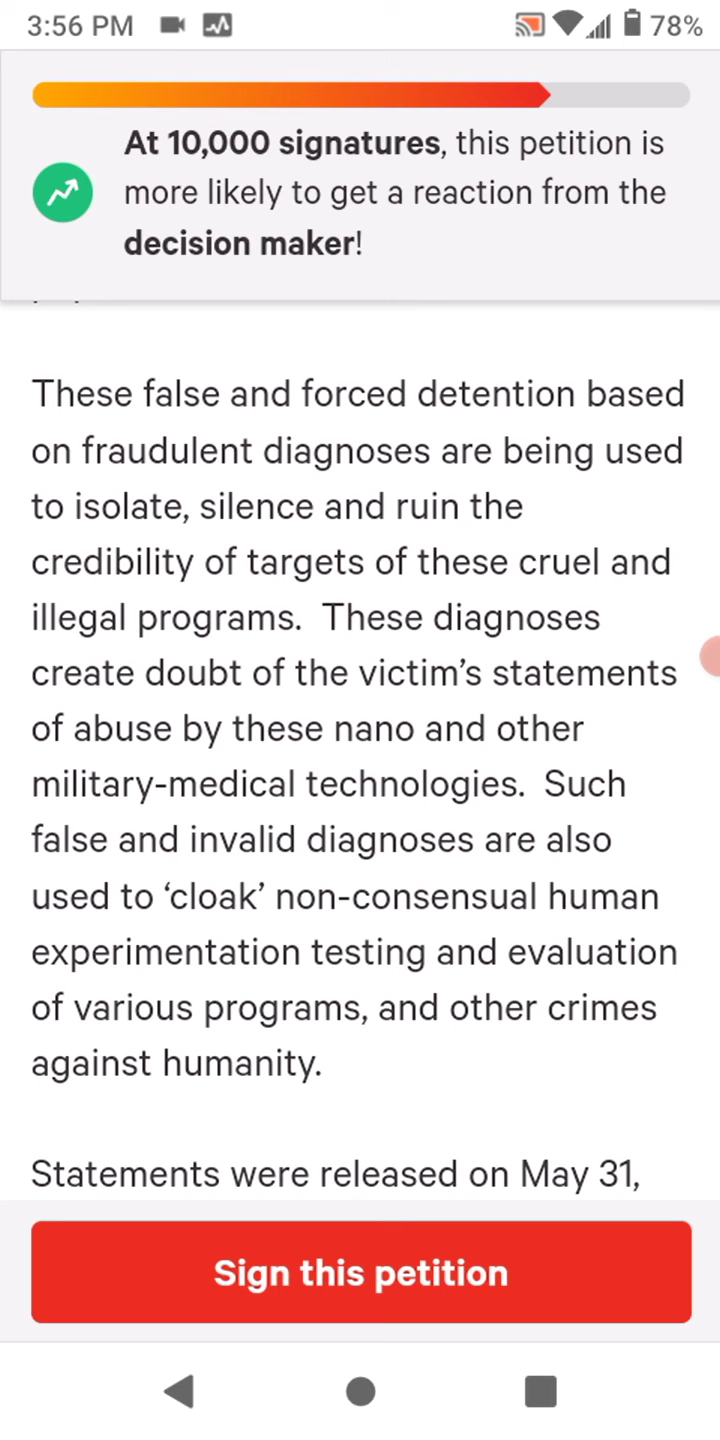 3:56 PM
78%
At 10,000 signatures, this petition is
more likely to get a reaction from the
decision maker!
These false and forced detention based
on fraudulent diagnoses are being used
to isolate, silence and ruin the
credibility of targets of these cruel and
illegal programs.  These diagnoses
create doubt of the victim’s statements
of abuse by these nano and other
military-medical technologies.  Such
false and invalid diagnoses are also
used to ‘cloak’ non-consensual human
experimentation testing and evaluation
of various programs, and other crimes
against humanity.
Statements were released on May 31,
Sign this petition